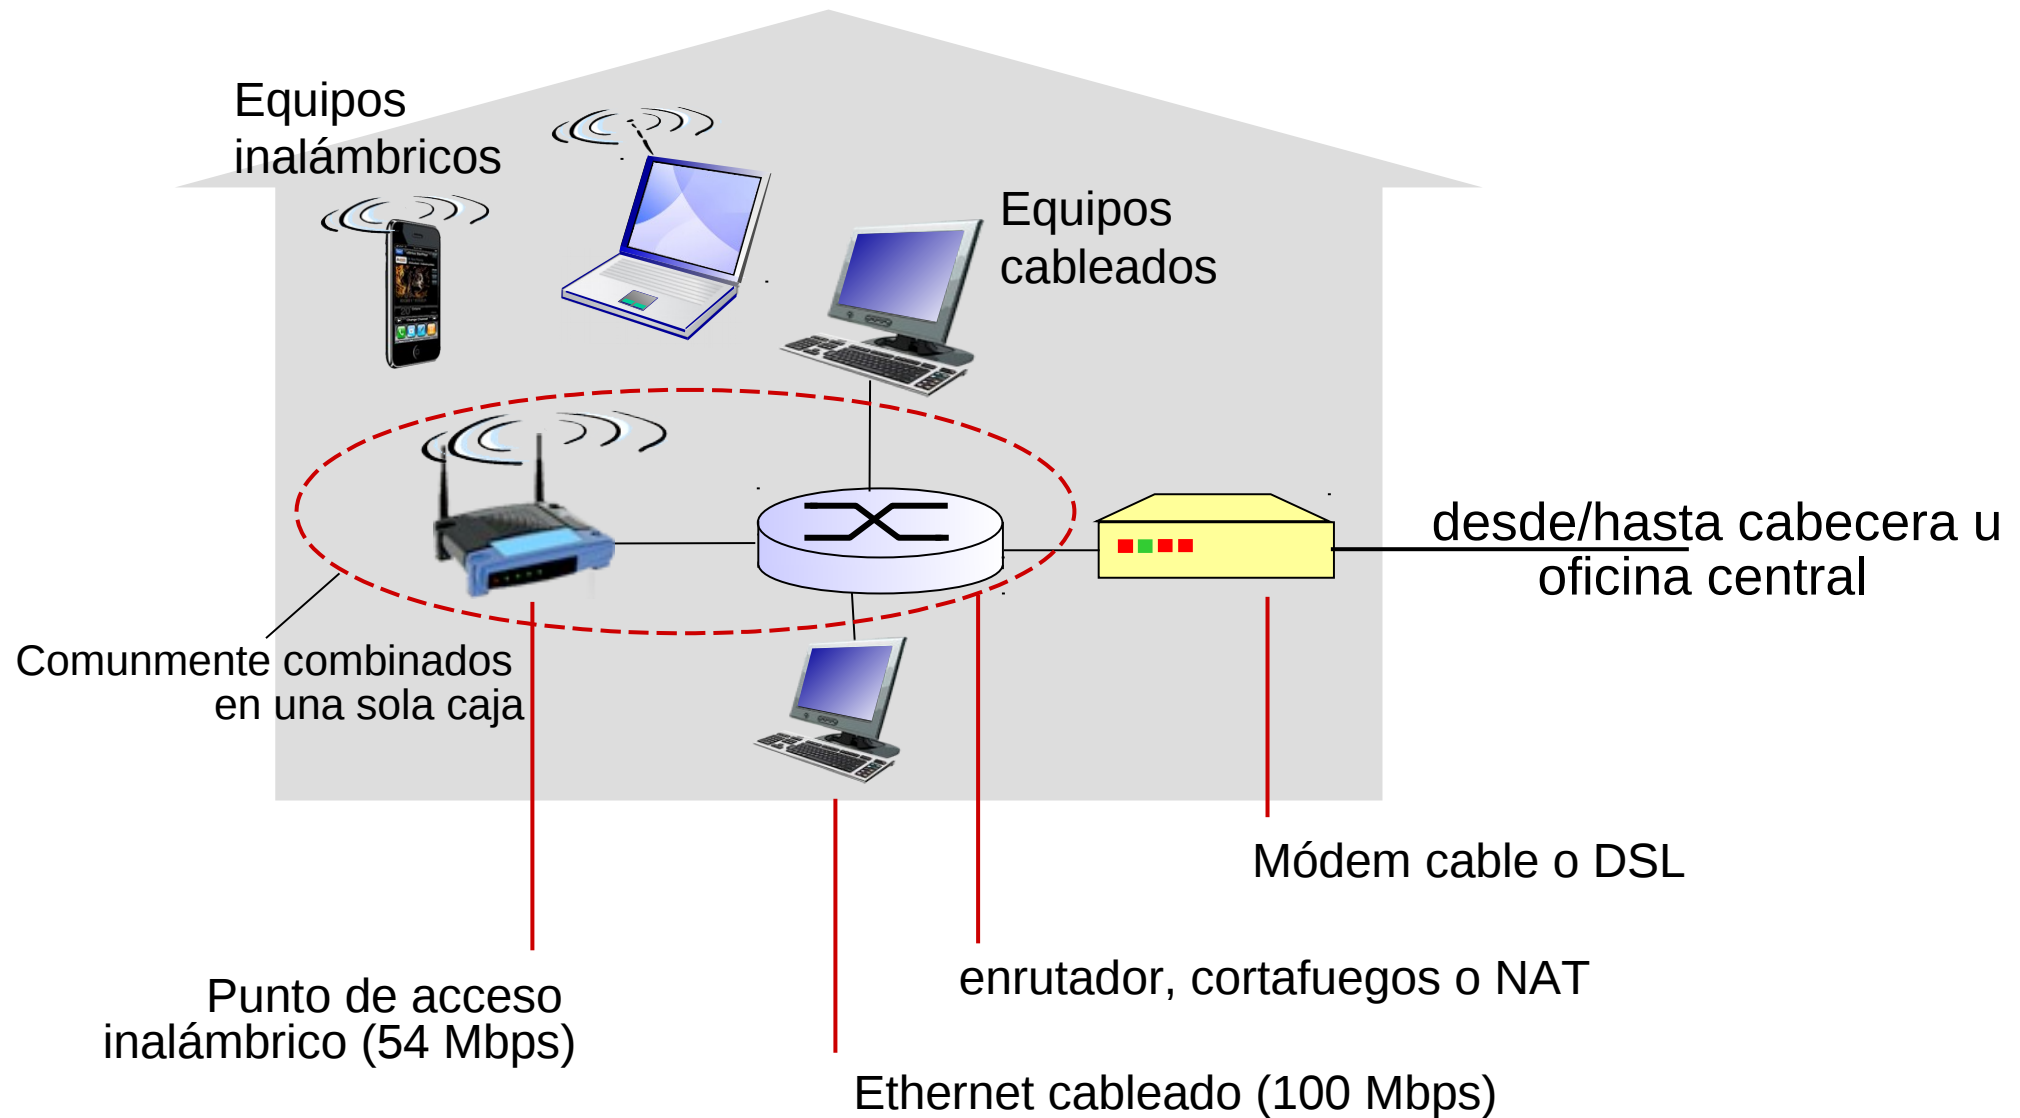 Equipos
inalámbricos
Equipos
cableados
desde/hasta cabecera u
oficina central
Comunmente combinados
en una sola caja
Módem cable o DSL
enrutador, cortafuegos o NAT
Punto de acceso
inalámbrico (54 Mbps)
Ethernet cableado (100 Mbps)